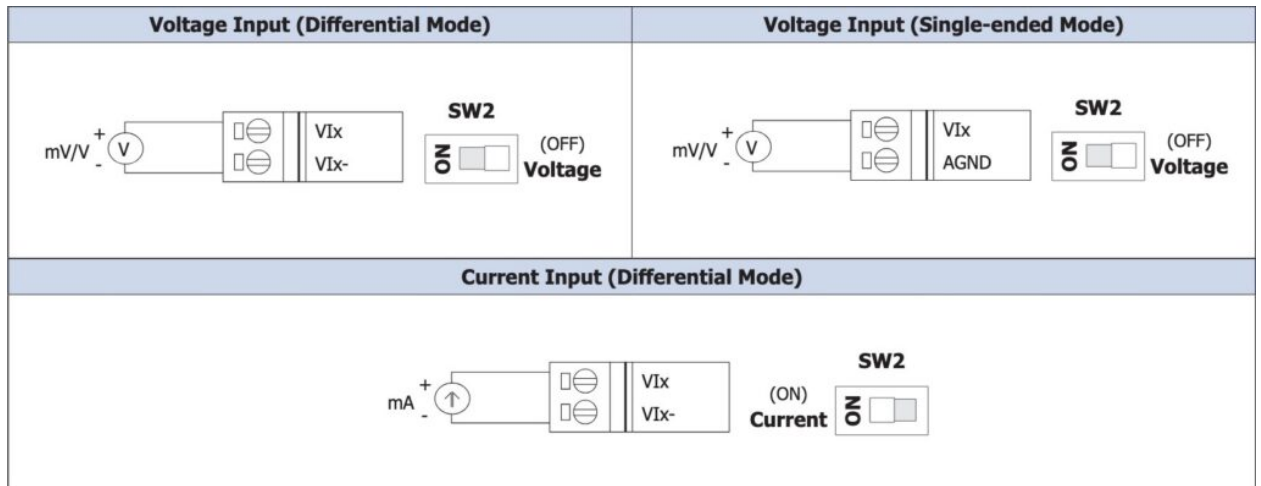 Voltage Input (Differential Mode)
Voltage Input (Single-ended Mode)
mV/V
+
-
V
VIx
VIx-
SW2
ON
(OFF)
Voltage
mV/V
+
-
V
VIx
AGND
SW2
ON
(OFF)
Voltage
Current Input (Differential Mode)
mA
+
-
VIx
VIx-
SW2
(ON)
Current
ON